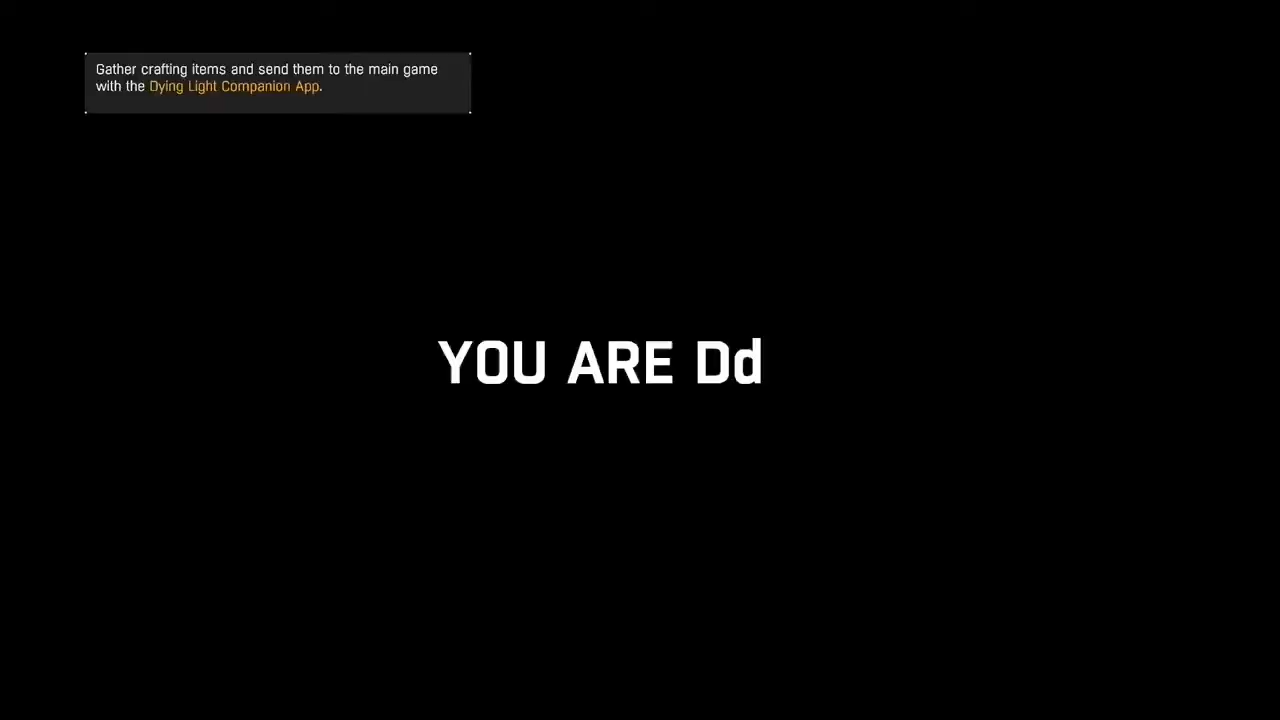 Gather crafting items and send them to the main game
with the Dying Light Companion App.
YOU ARE Dd